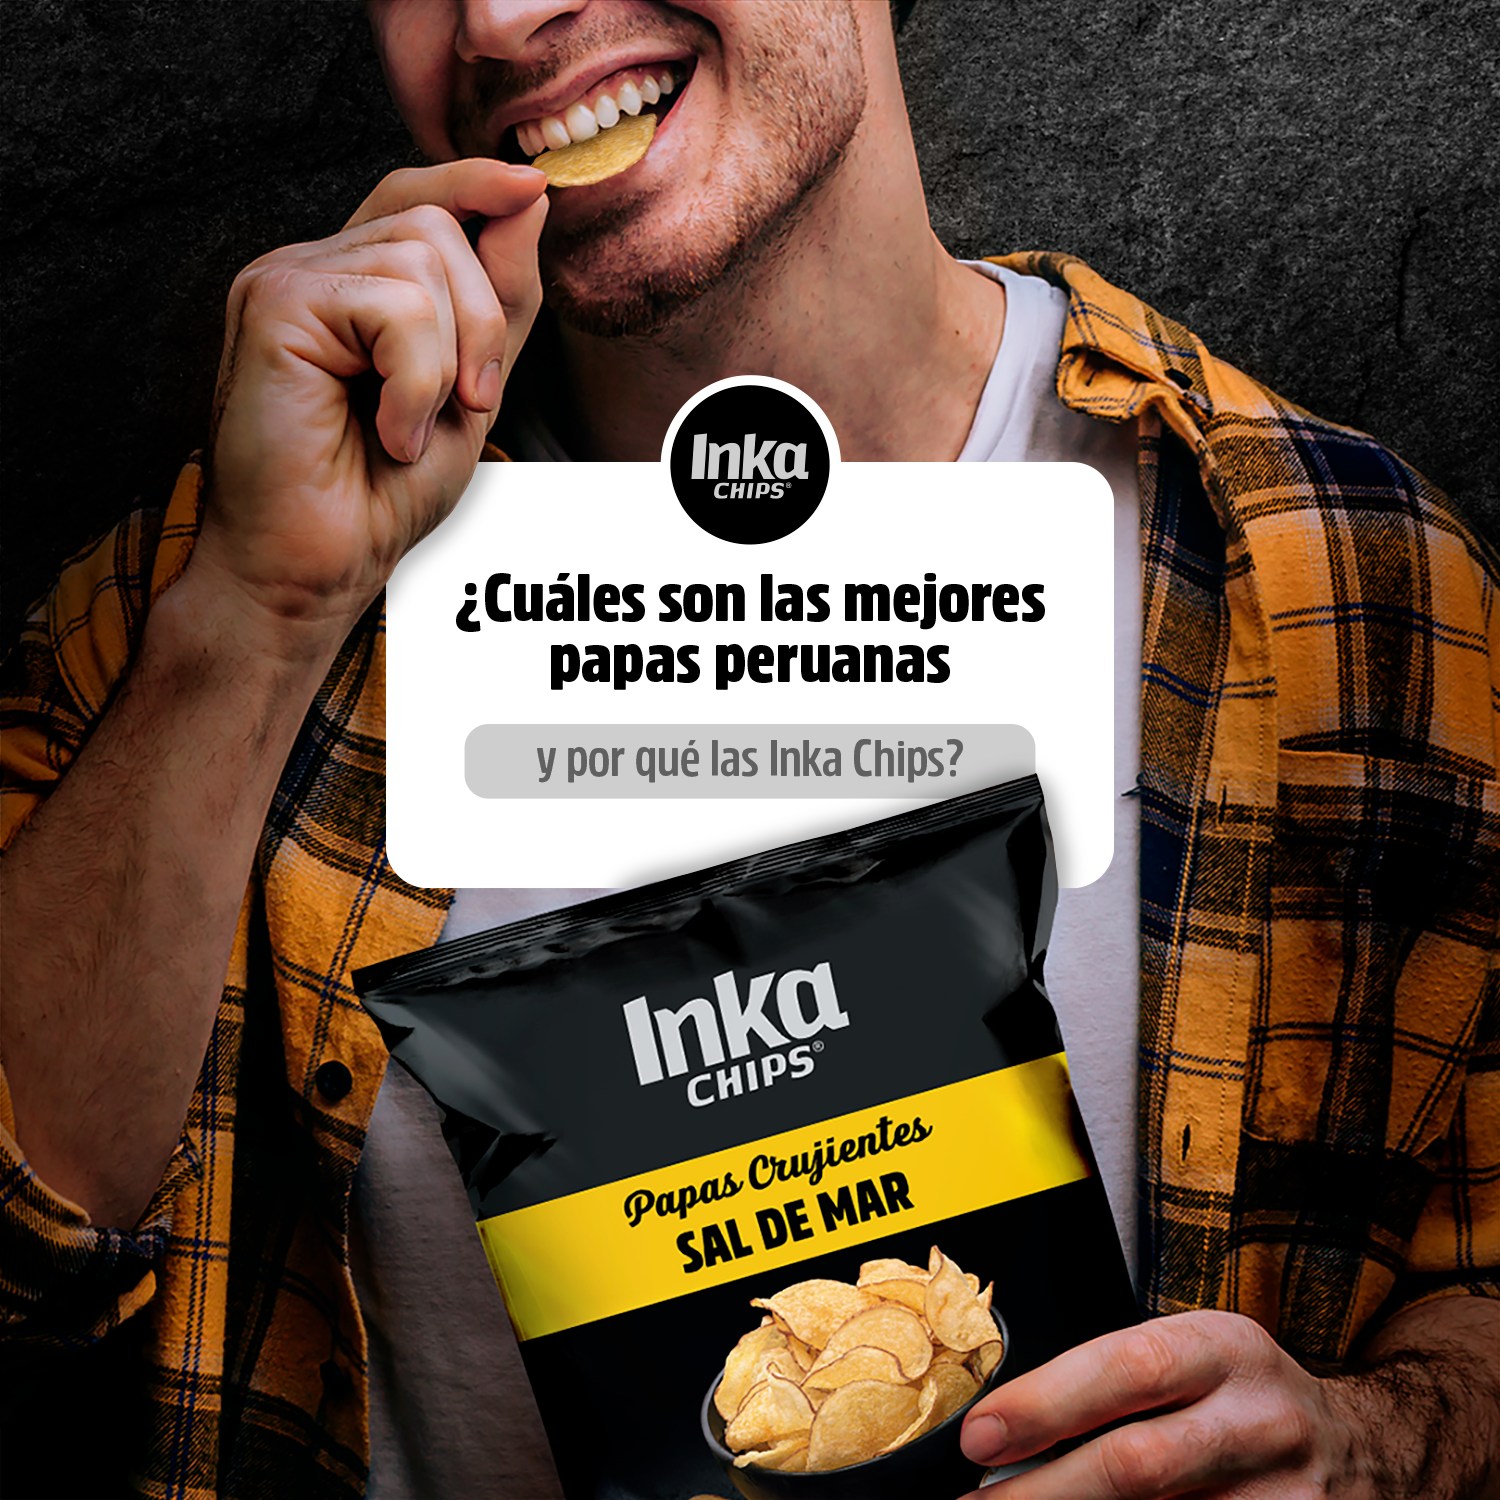 Inka
CHIPS®
¿Cuáles son las mejores
papas peruanas
y por qué las Inka Chips?
Inka
CHIPS®
Papas Crujientes
SAL DE MAR